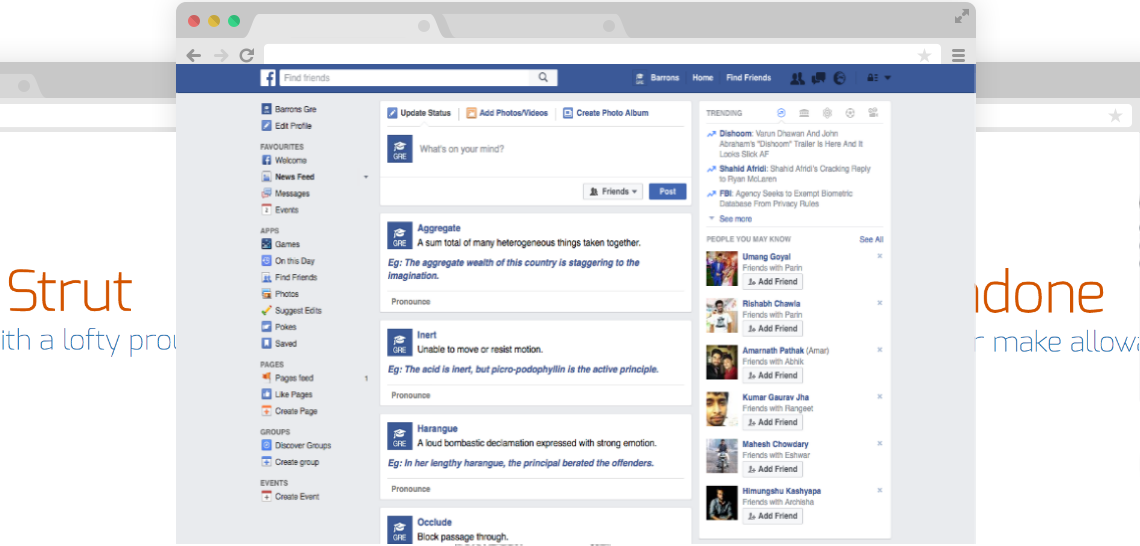 Find friends
Barrons
Home
Find Friends
Barrons Gre
Edit Profile
FAVOURITES
Welcome
News Feed
Messages
Events
APPS
Games
On this Day
Find Friends
Photos
Suggest Edits
Pokes
Saved
PAGES
Pages feed 1
Like Pages
Create Page
GROUPS
Discover Groups
Create group
EVENTS
Create Event
Update Status
Add Photos/Videos
Create Photo Album
GRE
What's on your mind?
Friends
Post
GRE
Aggregate
A sum total of many heterogeneous things taken together.
Eg: The aggregate wealth of this country is staggering to the
imagination.
Pronounce
GRE
Inert
Unable to move or resist motion.
Eg: The acid is inert, but picro-podophyllin is the active principle.
Pronounce
GRE
Harangue
A loud bombastic declamation expressed with strong emotion.
Eg: In her lengthy harangue, the principal berated the offenders.
Pronounce
GRE
Occlude
Block passage through.
TRENDING
Dishoom: Varun Dhawan And John
Abraham's "Dishoom" Trailer Is Here And It
Looks Slick AF
Shahid Afridi: Shahid Afridi's Cracking Reply
to Ryan McLaren
FBI: Agency Seeks to Exempt Biometric
Database From Privacy Rules
See more
PEOPLE YOU MAY KNOW See All
Umang Goyal
Friends with Parin
Add Friend
Rishabh Chawla
Friends with Parin
Add Friend
Amarnath Pathak (Amar)
Friends with Abhik
Add Friend
Kumar Gaurav Jha
Friends with Rangeet
Add Friend
Mahesh Chowdary
Friends with Eshwar
Add Friend
Himungshu Kashyapa
Friends with Archisha
Add Friend
Strut
ith a lofty prou
ndone
r make allowa